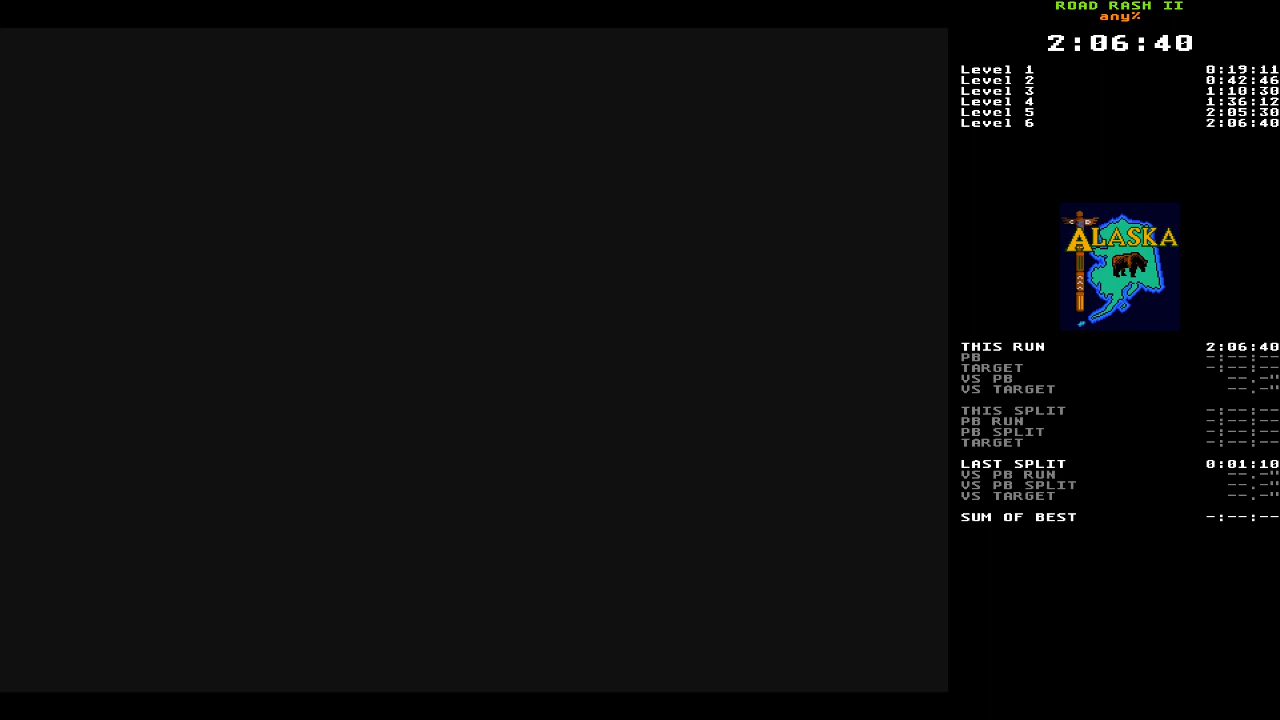 ROAD RASH II
any%
2:06:40
Level 1 0:19:11
Level 2 0:42:46
Level 3 1:10:30
Level 4 1:36:12
Level 5 2:05:30
Level 6 2:06:40
ALASKA
THIS RUN 2:06:40
PB -:--:--
TARGET -:--:--
VS PB --.-"
VS TARGET --.-"
THIS SPLIT -:--:--
PB RUN -:--:--
PB SPLIT -:--:--
TARGET -:--:--
LAST SPLIT 0:01:10
VS PB RUN --.-"
VS PB SPLIT --.-"
VS TARGET --.-"
SUM OF BEST -:--:--